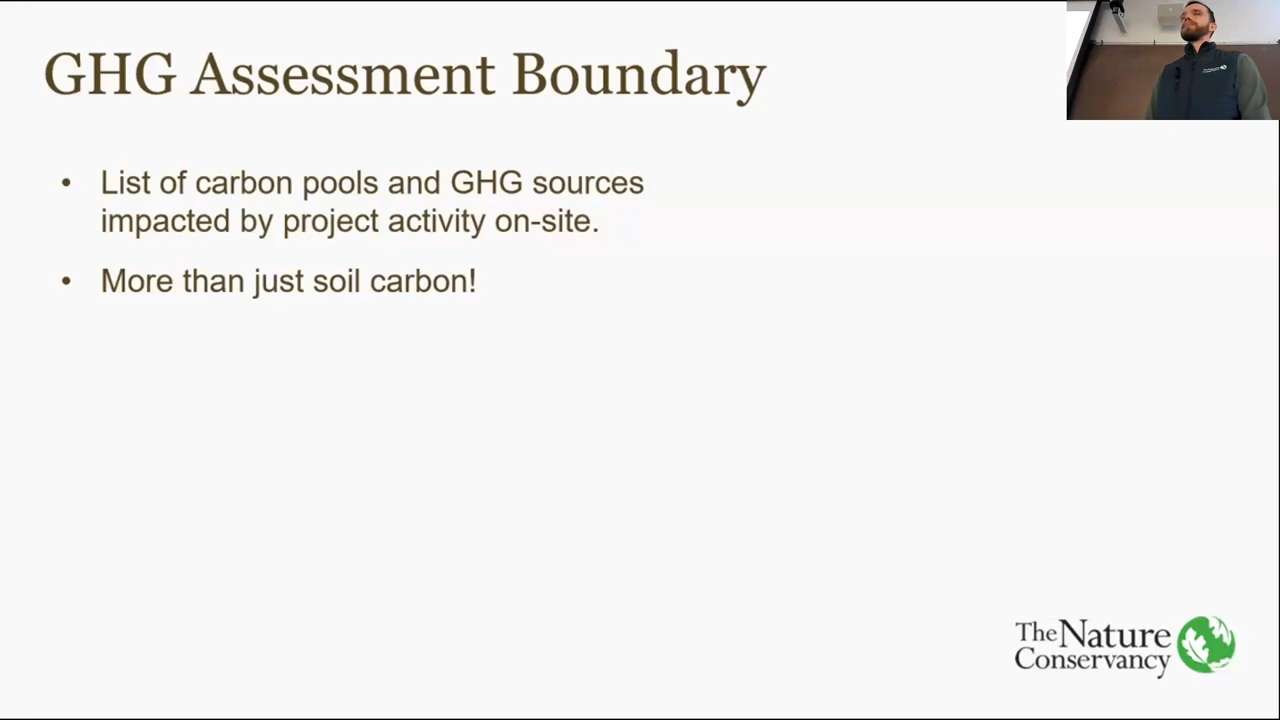 GHG Assessment Boundary
• List of carbon pools and GHG sources
impacted by project activity on-site.
• More than just soil carbon!
The Nature
Conservancy